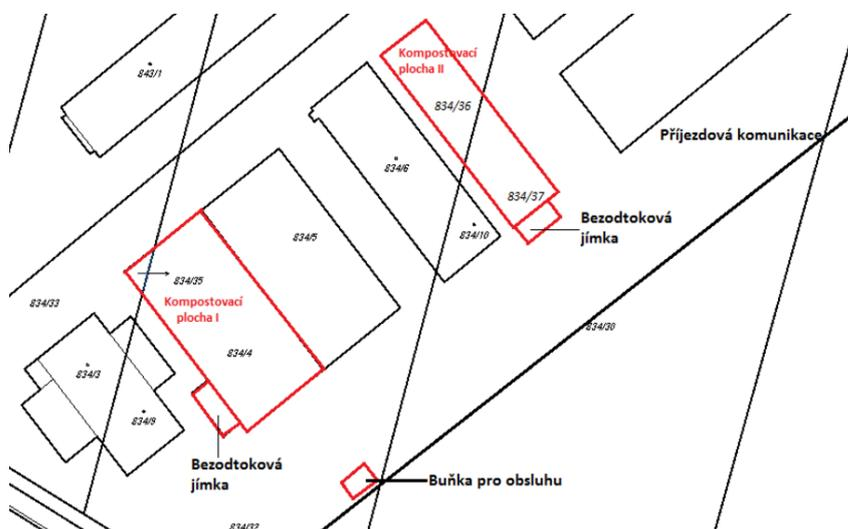 Kompostovací
plocha II
843/1
834/36
Příjezdová komunikace
834/6
834/37
Bezodtoková
jímka
834/10
834/5
834/35
834/33
Kompostovací
plocha I
834/30
834/4
834/3
834/9
Bezodtoková
jímka
Buňka pro obsluhu
834/32